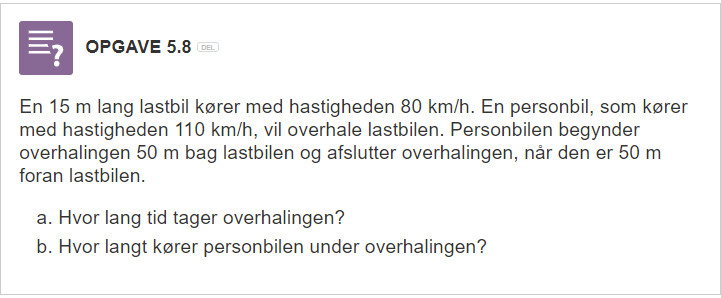 OPGAVE 5.8 DEL
En 15 m lang lastbil kører med hastigheden 80 km/h. En personbil, som kører
med hastigheden 110 km/h, vil overhale lastbilen. Personbilen begynder
overhalingen 50 m bag lastbilen og afslutter overhalingen, når den er 50 m
foran lastbilen.
a. Hvor lang tid tager overhalingen?
b. Hvor langt kører personbilen under overhalingen?